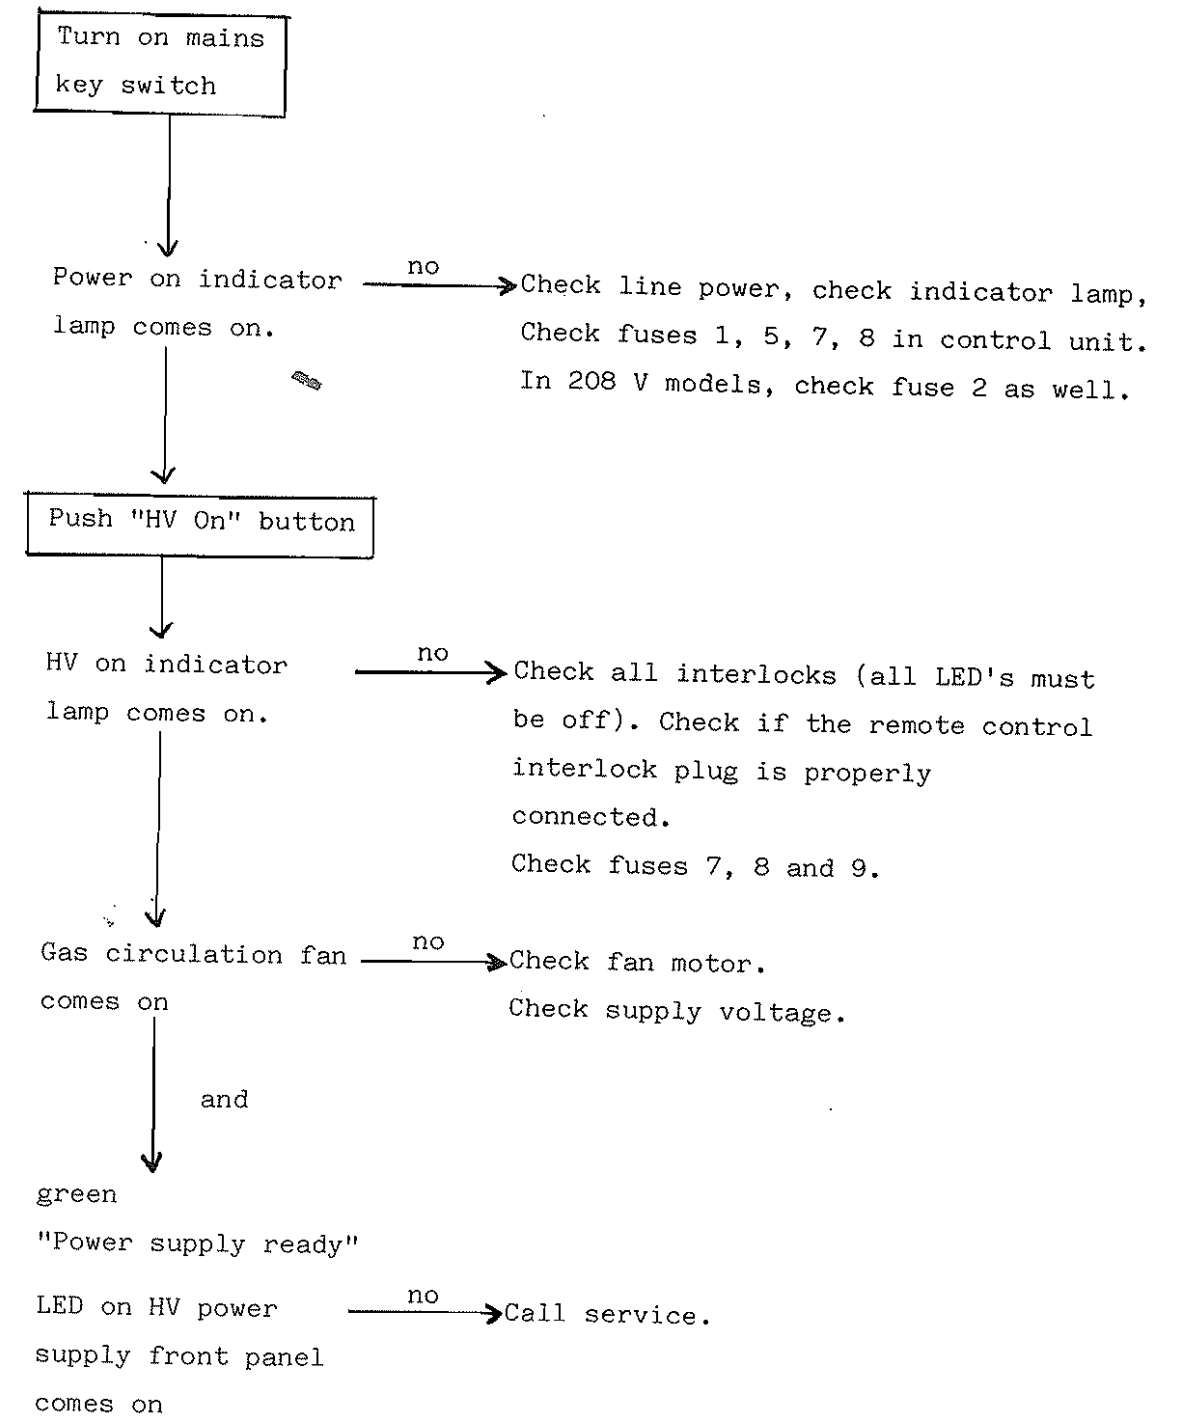 Turn on mains
key switch
Power on indicator
lamp comes on.
no
Check line power, check indicator lamp,
Check fuses 1, 5, 7, 8 in control unit.
In 208 V models, check fuse 2 as well.
Push "HV On" button
HV on indicator
lamp comes on.
no
Check all interlocks (all LED's must
be off). Check if the remote control
interlock plug is properly
connected.
Check fuses 7, 8 and 9.
Gas circulation fan
comes on
no
Check fan motor.
Check supply voltage.
and
green
"Power supply ready"
LED on HV power
supply front panel
comes on
no
Call service.